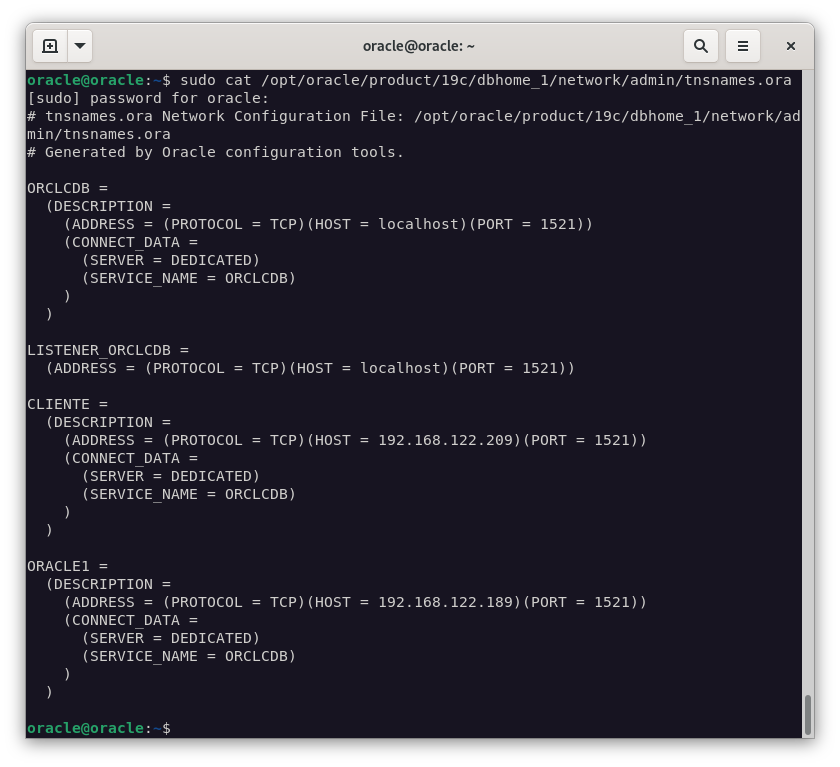 oracle@oracle: ~
oracle@oracle:~$ sudo cat /opt/oracle/product/19c/dbhome_1/network/admin/tnsnames.ora
[sudo] password for oracle:
# tnsnames.ora Network Configuration File: /opt/oracle/product/19c/dbhome_1/network/ad
min/tnsnames.ora
# Generated by Oracle configuration tools.

ORCLCDB =
  (DESCRIPTION =
    (ADDRESS = (PROTOCOL = TCP)(HOST = localhost)(PORT = 1521))
    (CONNECT_DATA =
      (SERVER = DEDICATED)
      (SERVICE_NAME = ORCLCDB)
    )
  )

LISTENER_ORCLCDB =
  (ADDRESS = (PROTOCOL = TCP)(HOST = localhost)(PORT = 1521))

CLIENTE =
  (DESCRIPTION =
    (ADDRESS = (PROTOCOL = TCP)(HOST = 192.168.122.209)(PORT = 1521))
    (CONNECT_DATA =
      (SERVER = DEDICATED)
      (SERVICE_NAME = ORCLCDB)
    )
  )

ORACLE1 =
  (DESCRIPTION =
    (ADDRESS = (PROTOCOL = TCP)(HOST = 192.168.122.189)(PORT = 1521))
    (CONNECT_DATA =
      (SERVER = DEDICATED)
      (SERVICE_NAME = ORCLCDB)
    )
  )

oracle@oracle:~$